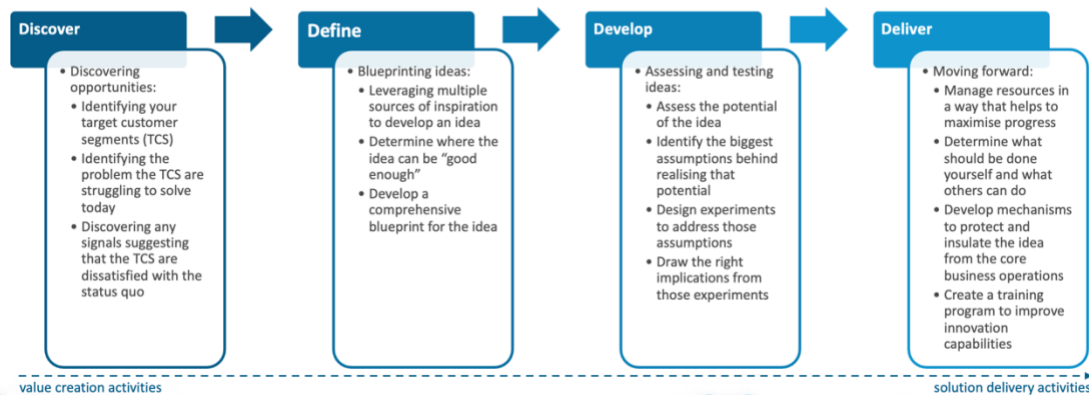 Discover
• Discovering
opportunities:
• Identifying your
target customer
segments (TCS)
• Identifying the
problem the TCS are
struggling to solve
today
• Discovering any
signals suggesting
that the TCS are
dissatisfied with the
status quo
Define
• Blueprinting ideas:
• Leveraging multiple
sources of inspiration
to develop an idea
• Determine where the
idea can be “good
enough”
• Develop a
comprehensive
blueprint for the idea
Develop
• Assessing and testing
ideas:
• Assess the potential
of the idea
• Identify the biggest
assumptions behind
realising that
potential
• Design experiments
to address those
assumptions
• Draw the right
implications from
those experiments
Deliver
• Moving forward:
• Manage resources in
a way that helps to
maximise progress
• Determine what
should be done
yourself and what
others can do
• Develop mechanisms
to protect and
insulate the idea
from the core
business operations
• Create a training
program to improve
innovation
capabilities
value creation activities
solution delivery activities